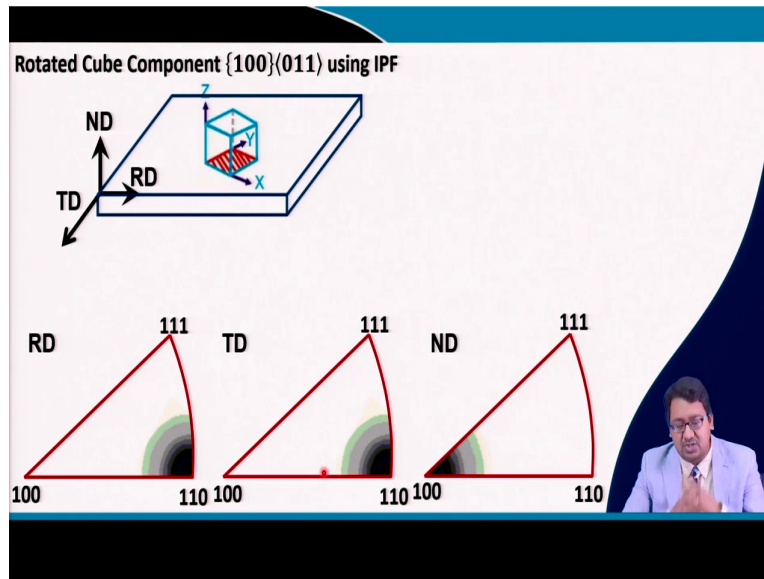 Rotated Cube Component {100}⟨011⟩ using IPF
Z
ND
Y
RD
X
TD
111 111 111
RD TD ND
100 110 100 110 100 110